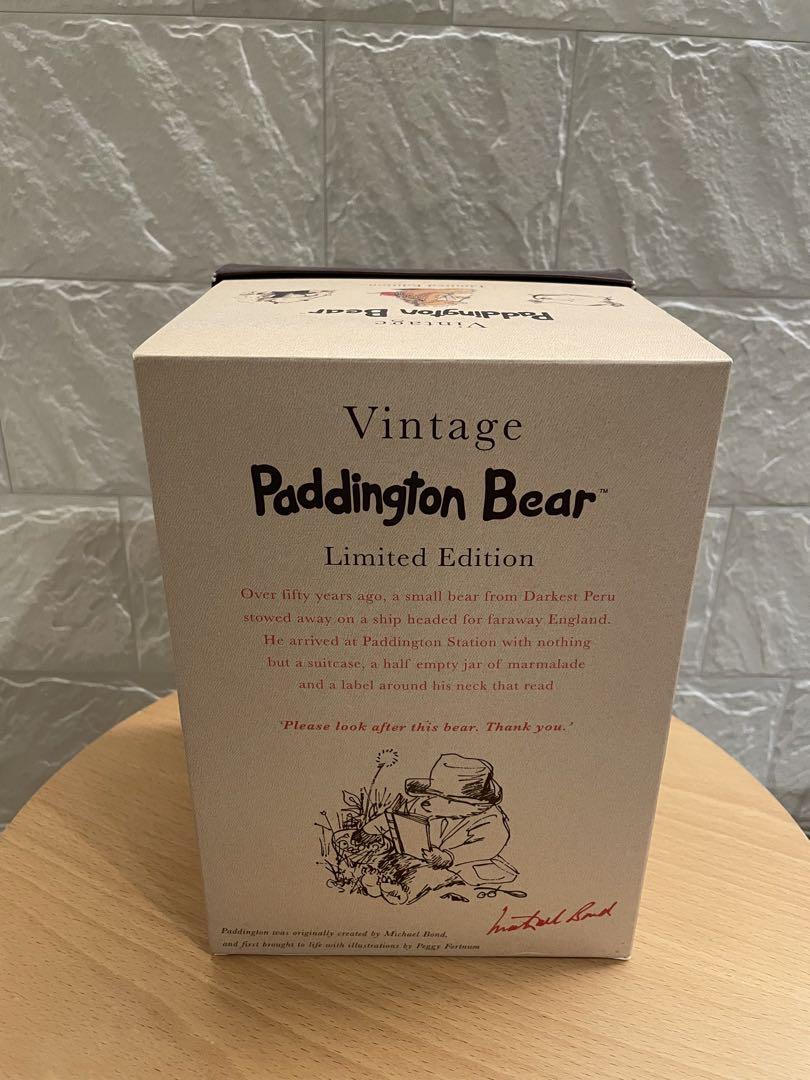 Limited Edition
Paddington Bear
Vintage
Vintage
Paddington Bear™
Limited Edition
Over fifty years ago, a small bear from Darkest Peru
stowed away on a ship headed for faraway England.
He arrived at Paddington Station with nothing
but a suitcase, a half empty jar of marmalade
and a label around his neck that read
'Please look after this bear. Thank you.'
Michael Bond
Paddington was originally created by Michael Bond,
and first brought to life with illustrations by Peggy Fortnum